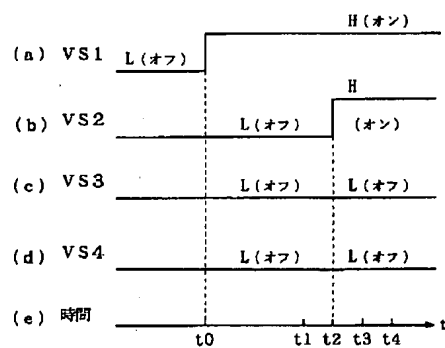 H(オン)
(a) VS1 L(オフ)
H
(b) VS2 L(オフ) (オン)
(c) VS3 L(オフ) L(オフ)
(d) VS4 L(オフ) L(オフ)
(e) 時間 t
t0 t1 t2 t3 t4